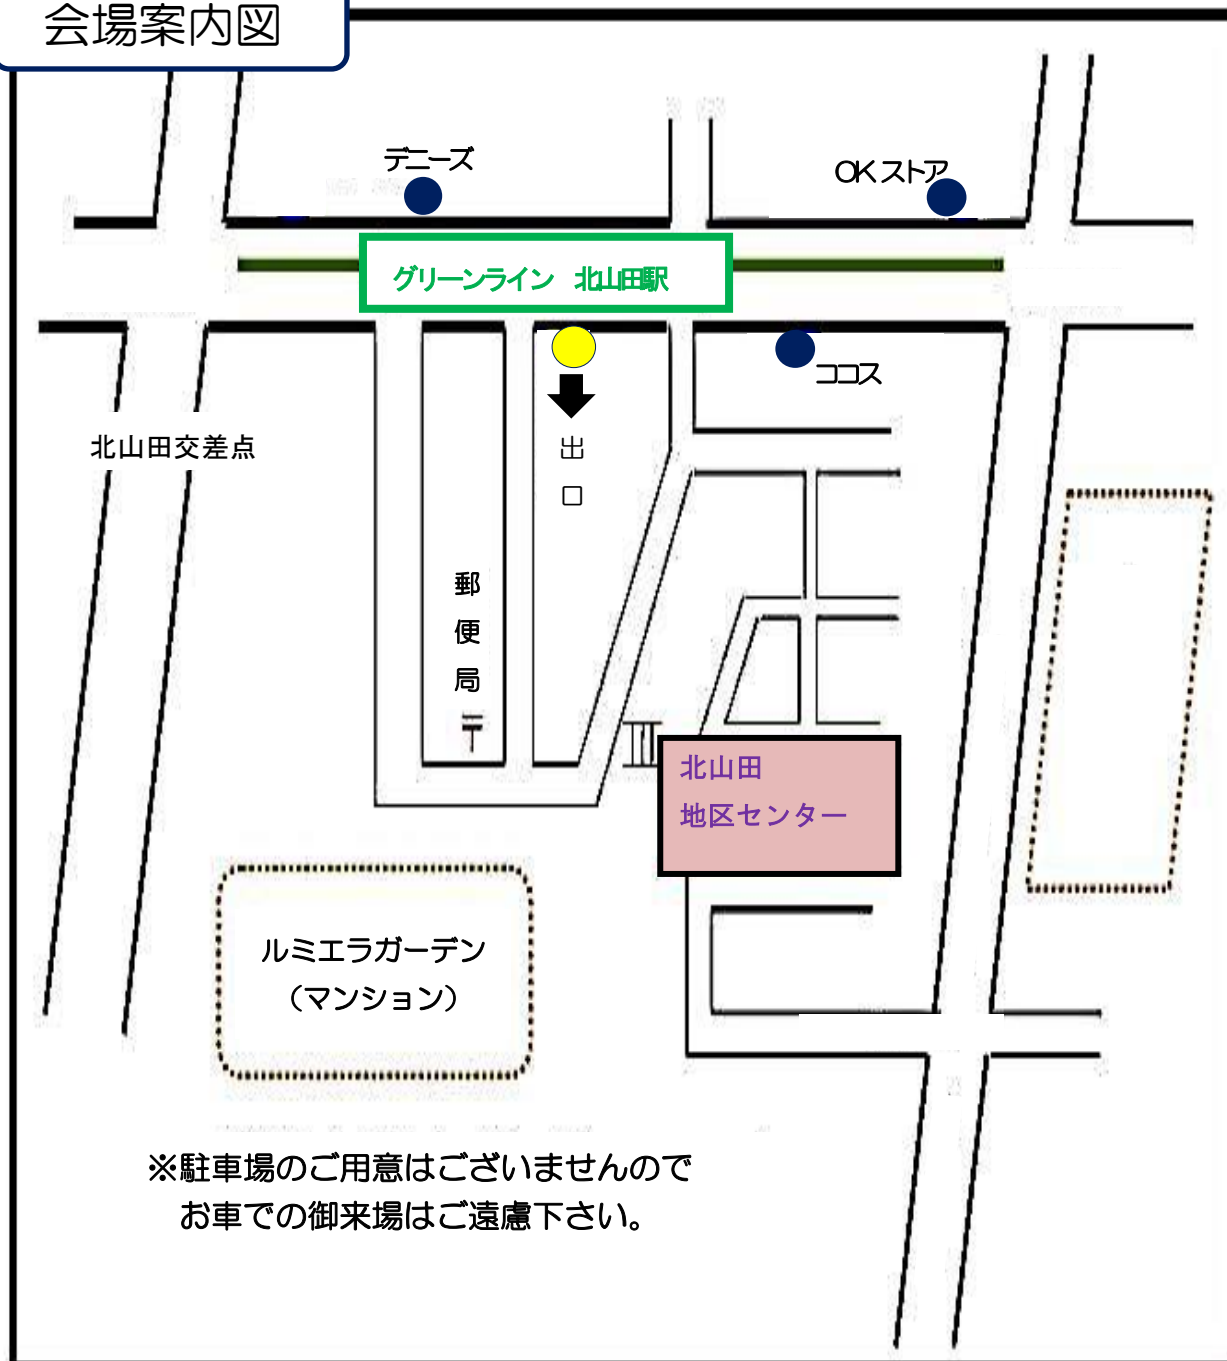 会場案内図
デニーズ
OKストア
グリーンライン　北山田駅
ココス
北山田交差点
出
口
郵
便
局
〒
北山田
地区センター
ルミエラガーデン
（マンション）
※駐車場のご用意はございませんので
お車での御来場はご遠慮下さい。